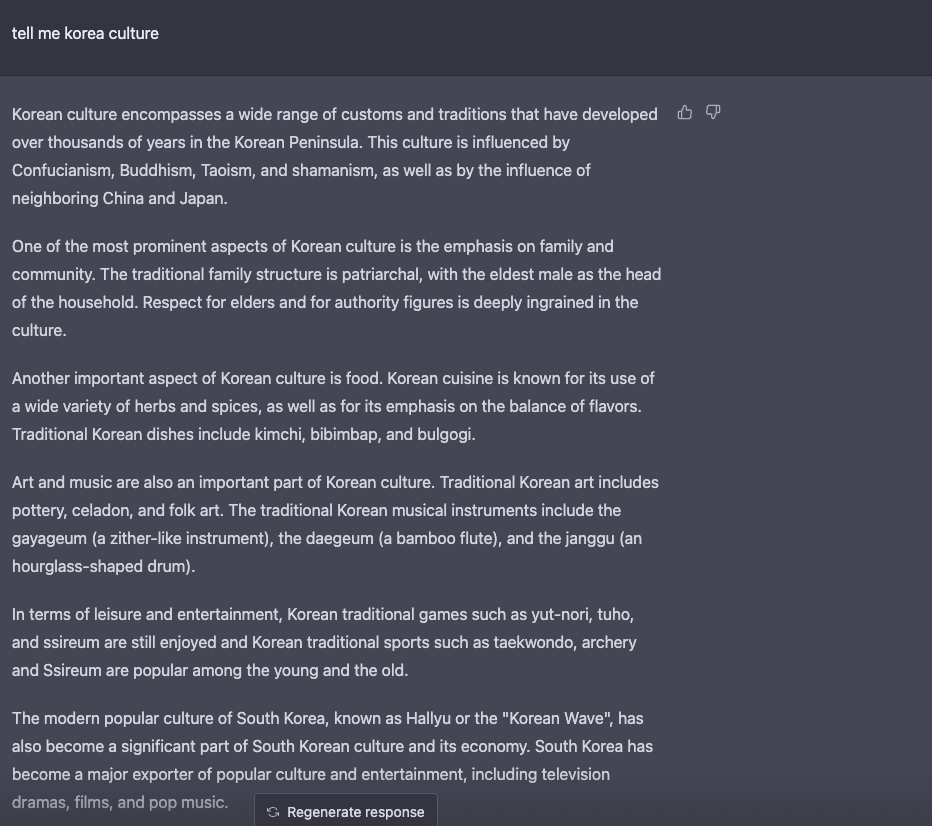 tell me korea culture
Korean culture encompasses a wide range of customs and traditions that have developed
over thousands of years in the Korean Peninsula. This culture is influenced by
Confucianism, Buddhism, Taoism, and shamanism, as well as by the influence of
neighboring China and Japan.
One of the most prominent aspects of Korean culture is the emphasis on family and
community. The traditional family structure is patriarchal, with the eldest male as the head
of the household. Respect for elders and for authority figures is deeply ingrained in the
culture.
Another important aspect of Korean culture is food. Korean cuisine is known for its use of
a wide variety of herbs and spices, as well as for its emphasis on the balance of flavors.
Traditional Korean dishes include kimchi, bibimbap, and bulgogi.
Art and music are also an important part of Korean culture. Traditional Korean art includes
pottery, celadon, and folk art. The traditional Korean musical instruments include the
gayageum (a zither-like instrument), the daegeum (a bamboo flute), and the janggu (an
hourglass-shaped drum).
In terms of leisure and entertainment, Korean traditional games such as yut-nori, tuho,
and ssireum are still enjoyed and Korean traditional sports such as taekwondo, archery
and Ssireum are popular among the young and the old.
The modern popular culture of South Korea, known as Hallyu or the "Korean Wave", has
also become a significant part of South Korean culture and its economy. South Korea has
become a major exporter of popular culture and entertainment, including television
dramas, films, and pop music.
Regenerate response